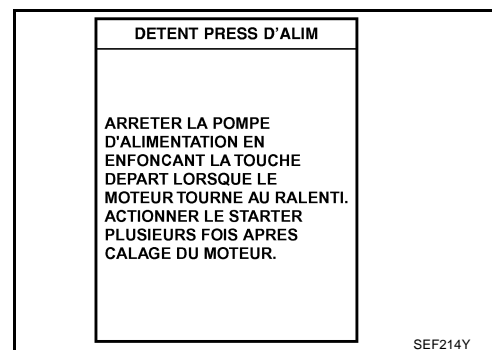 DETENT PRESS D'ALIM
ARRETER LA POMPE
D'ALIMENTATION EN
ENFONCANT LA TOUCHE
DEPART LORSQUE LE
MOTEUR TOURNE AU RALENTI.
ACTIONNER LE STARTER
PLUSIEURS FOIS APRES
CALAGE DU MOTEUR.
SEF214Y